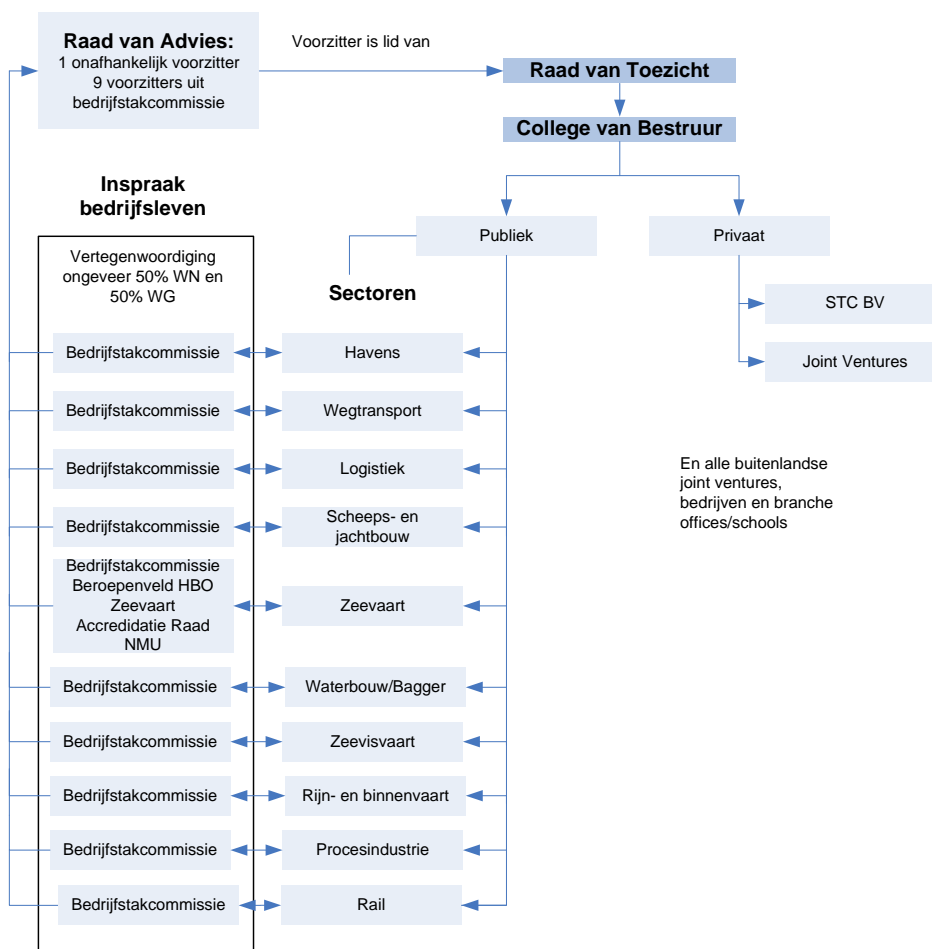 Raad van Advies:
1 onafhankelijk voorzitter
9 voorzitters uit
bedrijfstakcommissie
Voorzitter is lid van
Raad van Toezicht
College van Bestruur
Inspraak
bedrijfsleven
Publiek
Privaat
Vertegenwoordiging
ongeveer 50% WN en
50% WG
Sectoren
STC BV
Joint Ventures
Bedrijfstakcommissie
Havens
Bedrijfstakcommissie
Wegtransport
Bedrijfstakcommissie
Logistiek
En alle buitenlandse
joint ventures,
bedrijven en branche
offices/schools
Bedrijfstakcommissie
Scheeps- en
jachtbouw
Bedrijfstakcommissie
Beroepenveld HBO
Zeevaart
Accredidatie Raad
NMU
Zeevaart
Bedrijfstakcommissie
Waterbouw/Bagger
Bedrijfstakcommissie
Zeevisvaart
Bedrijfstakcommissie
Rijn- en binnenvaart
Bedrijfstakcommissie
Procesindustrie
Bedrijfstakcommissie
Rail